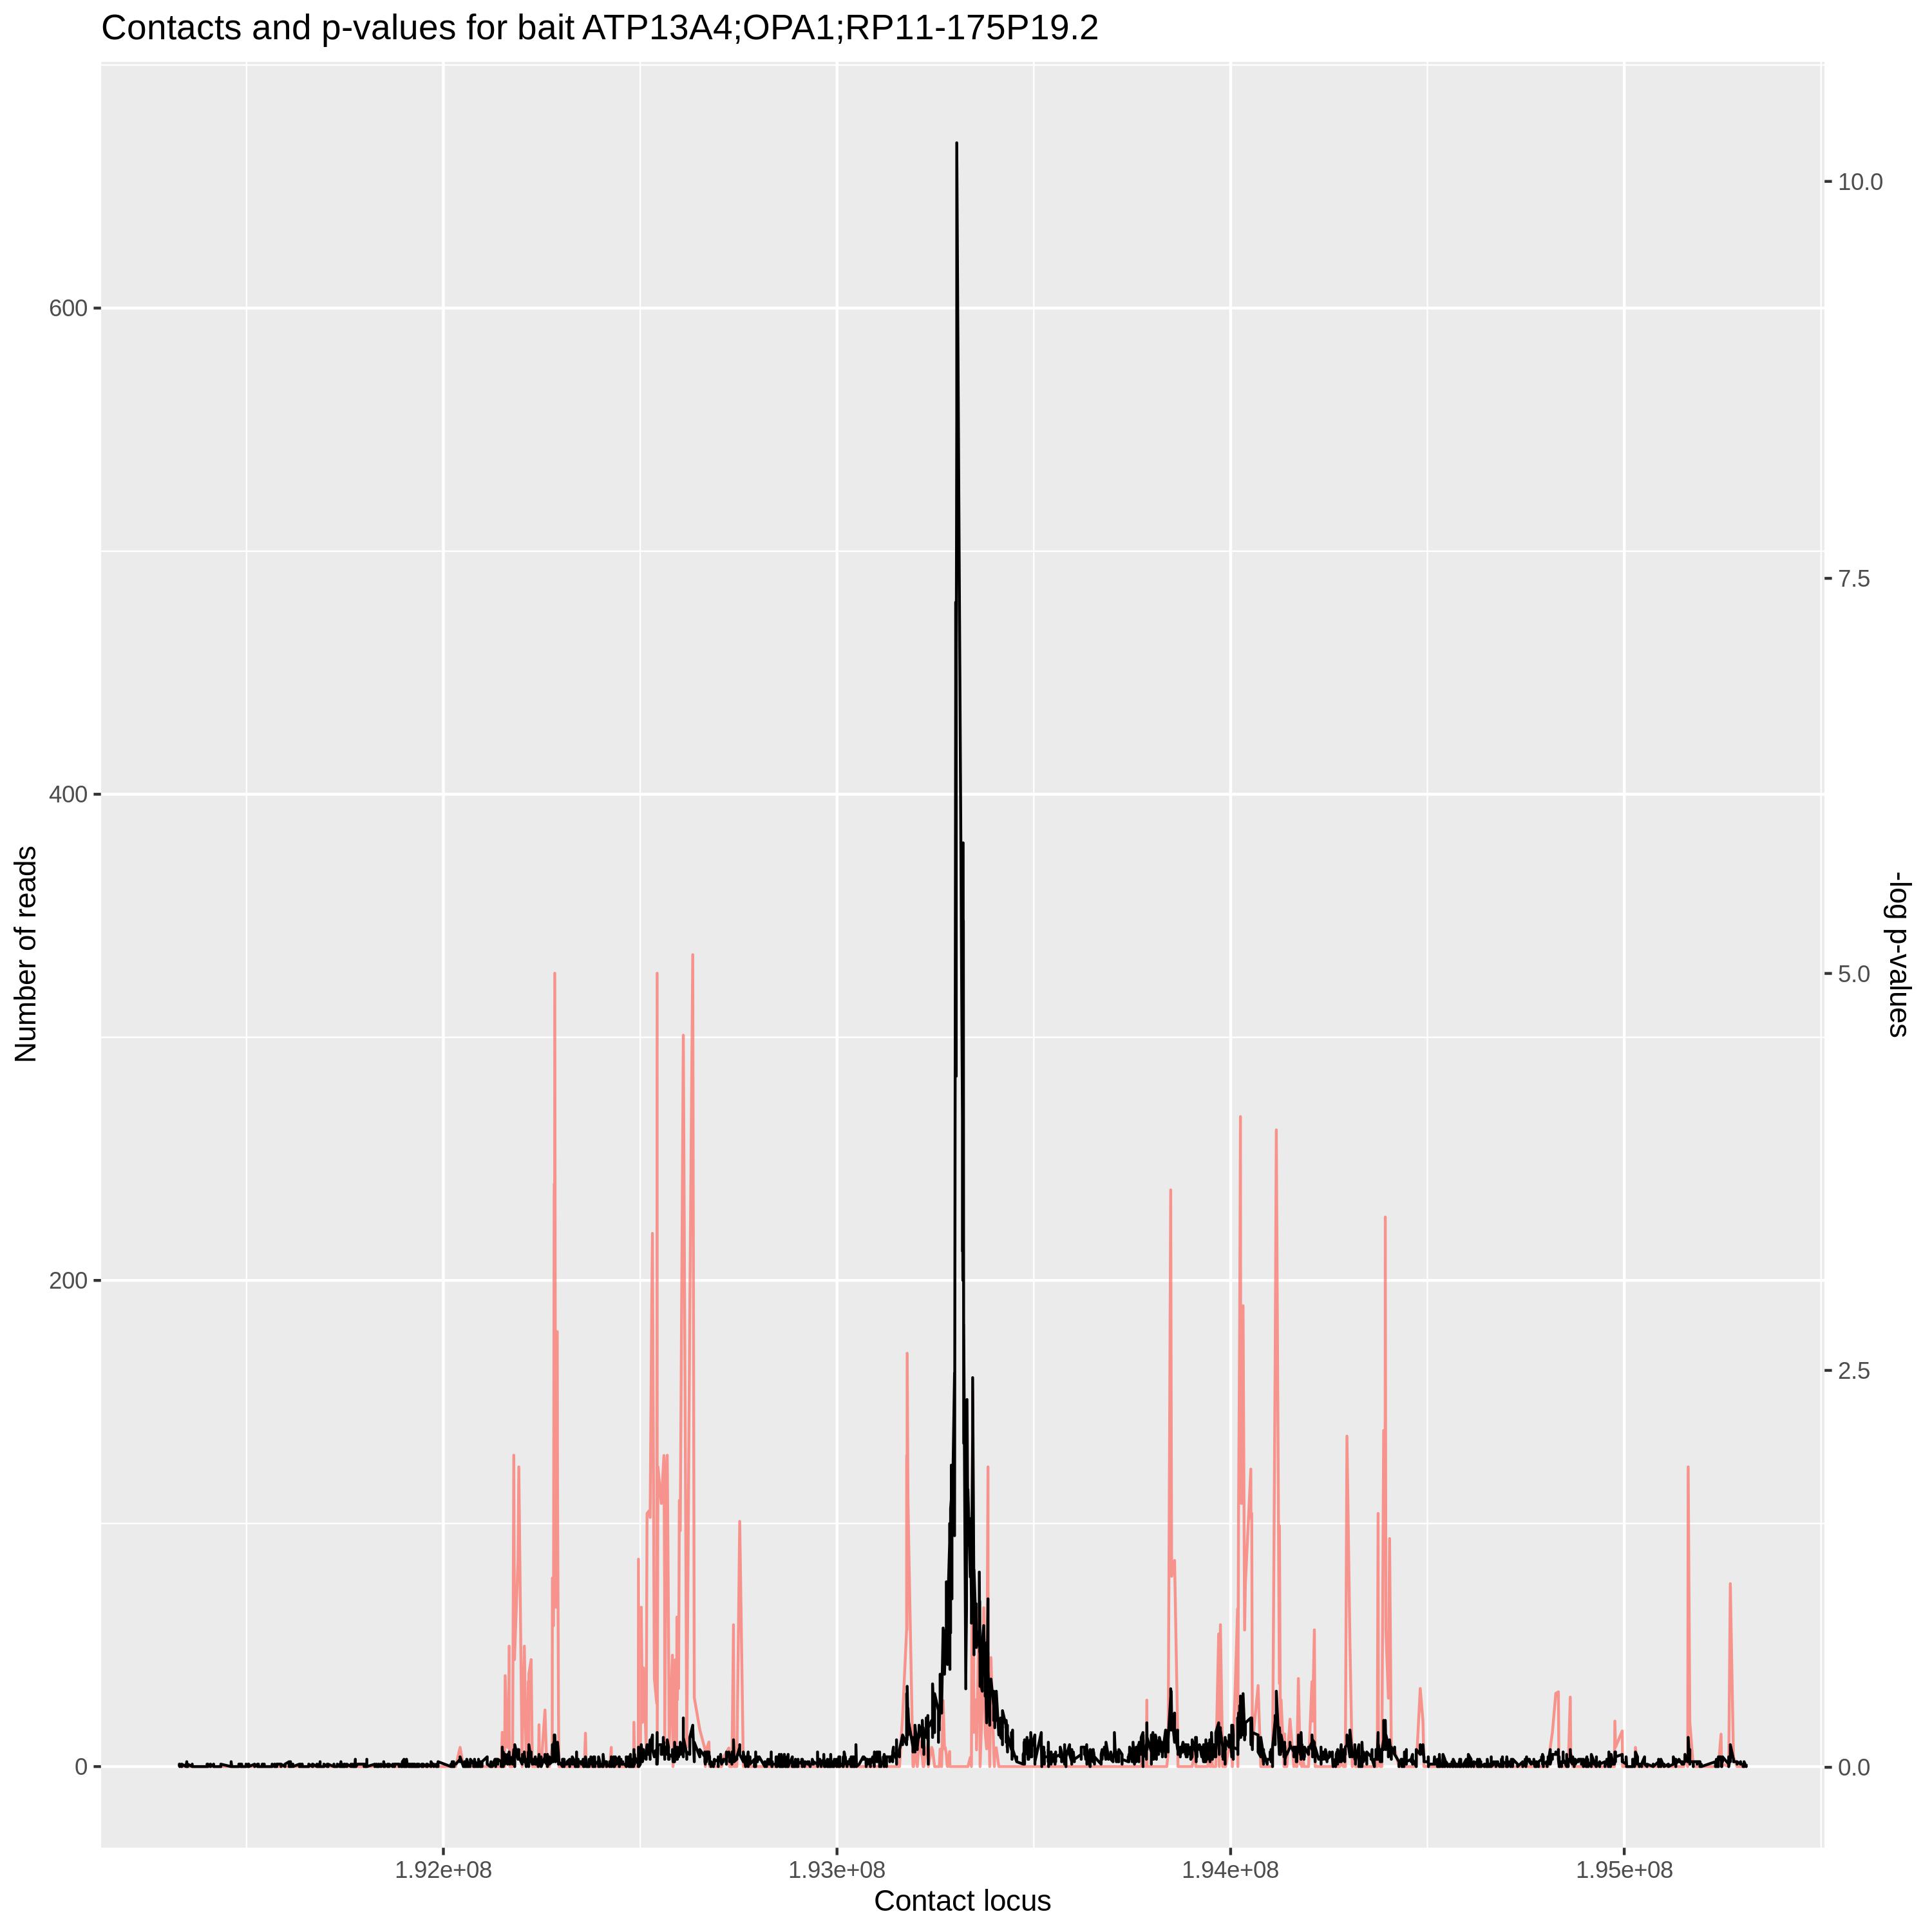 Contacts and p-values for bait ATP13A4;OPA1;RP11-175P19.2
Number of reads
600
400
200
0
10.0
7.5
5.0
2.5
0.0
-log p-values
1.92e+08
1.93e+08
1.94e+08
1.95e+08
Contact locus